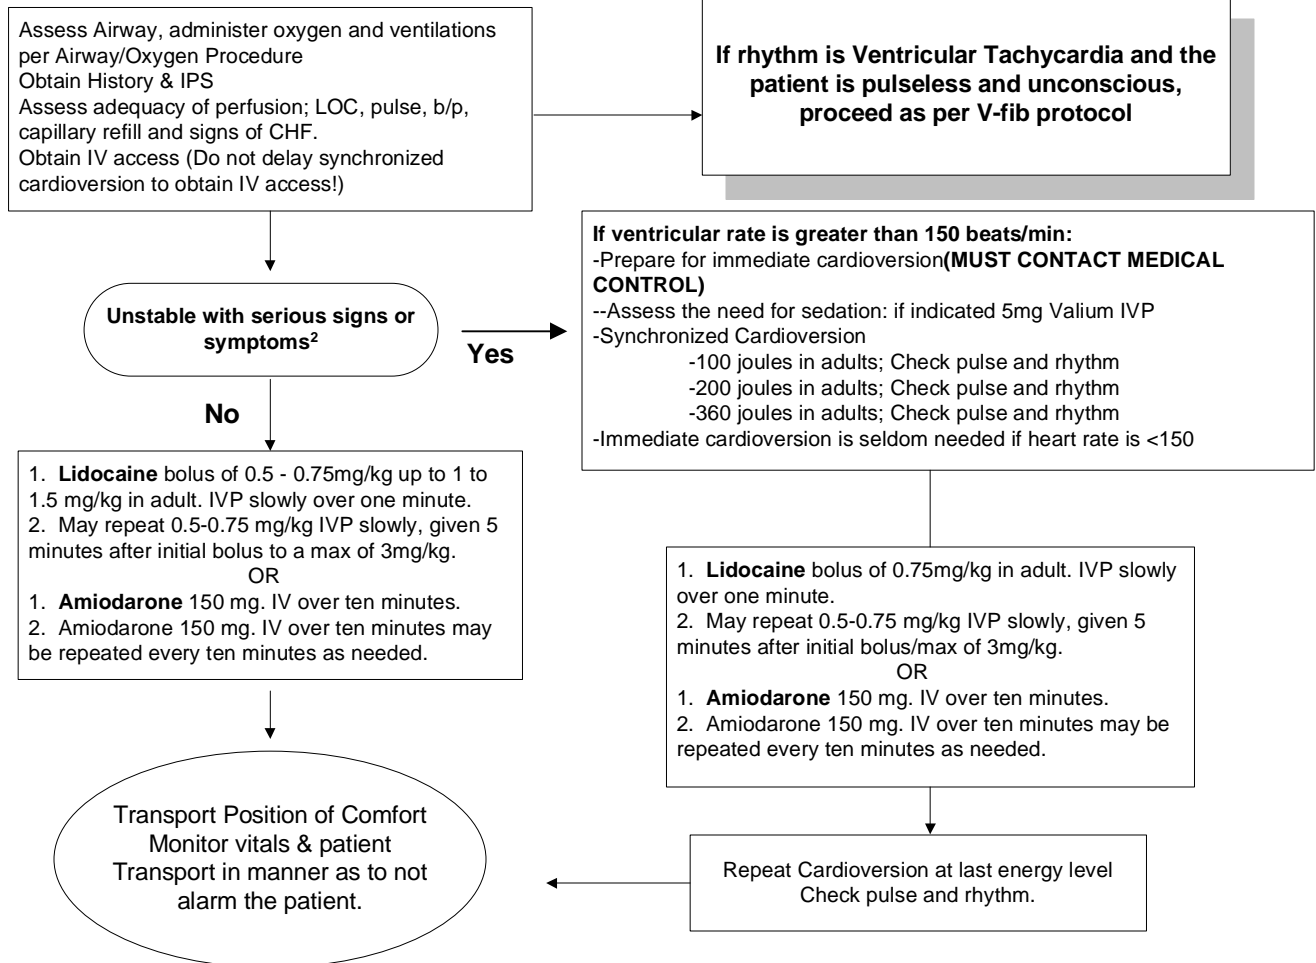 Assess Airway, administer oxygen and ventilations
per Airway/Oxygen Procedure
Obtain History & IPS
Assess adequacy of perfusion; LOC, pulse, b/p,
capillary refill and signs of CHF.
Obtain IV access (Do not delay synchronized
cardioversion to obtain IV access!)
If rhythm is Ventricular Tachycardia and the
patient is pulseless and unconscious,
proceed as per V-fib protocol
Unstable with serious signs or
symptoms²
Yes
No
If ventricular rate is greater than 150 beats/min:
-Prepare for immediate cardioversion(MUST CONTACT MEDICAL
CONTROL)
--Assess the need for sedation: if indicated 5mg Valium IVP
-Synchronized Cardioversion
-100 joules in adults; Check pulse and rhythm
-200 joules in adults; Check pulse and rhythm
-360 joules in adults; Check pulse and rhythm
-Immediate cardioversion is seldom needed if heart rate is <150
1. Lidocaine bolus of 0.5 - 0.75mg/kg up to 1 to
1.5 mg/kg in adult. IVP slowly over one minute.
2. May repeat 0.5-0.75 mg/kg IVP slowly, given 5
minutes after initial bolus to a max of 3mg/kg.
OR
1. Amiodarone 150 mg. IV over ten minutes.
2. Amiodarone 150 mg. IV over ten minutes may
be repeated every ten minutes as needed.
1. Lidocaine bolus of 0.75mg/kg in adult. IVP slowly
over one minute.
2. May repeat 0.5-0.75 mg/kg IVP slowly, given 5
minutes after initial bolus/max of 3mg/kg.
OR
1. Amiodarone 150 mg. IV over ten minutes.
2. Amiodarone 150 mg. IV over ten minutes may be
repeated every ten minutes as needed.
Transport Position of Comfort
Monitor vitals & patient
Transport in manner as to not
alarm the patient.
Repeat Cardioversion at last energy level
Check pulse and rhythm.